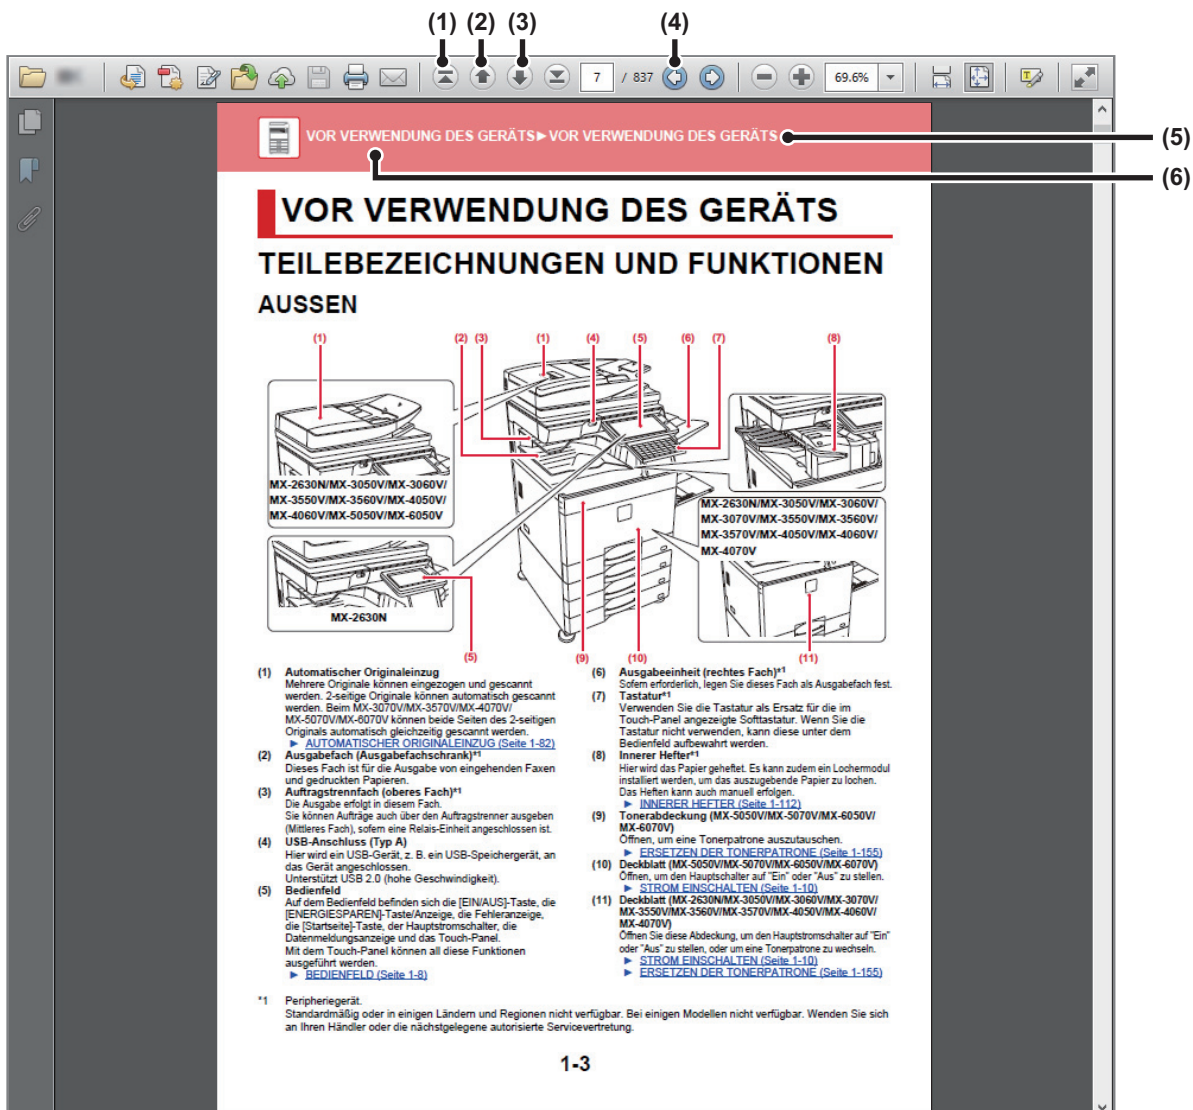 (1) (2) (3) (4)
7 / 837 69.6%
VOR VERWENDUNG DES GERÄTS►VOR VERWENDUNG DES GERÄTS
(5)
(6)
VOR VERWENDUNG DES GERÄTS
TEILEBEZEICHNUNGEN UND FUNKTIONEN
AUSSEN
(1) (2) (3) (1) (4) (5) (6) (7) (8)
MX-2630N/MX-3050V/MX-3060V/
MX-3550V/MX-3560V/MX-4050V/
MX-4060V/MX-5050V/MX-6050V
MX-2630N/MX-3050V/MX-3060V/
MX-3070V/MX-3550V/MX-3560V/
MX-3570V/MX-4050V/MX-4060V/
MX-4070V
MX-2630N
(5) (9) (10) (11)
(1) Automatischer Originaleinzug
Mehrere Originale können eingezogen und gescannt
werden. 2-seitige Originale können automatisch gescannt
werden. Beim MX-3070V/MX-3570V/MX-4070V/
MX-5070V/MX-6070V können beide Seiten des 2-seitigen
Originals automatisch gleichzeitig gescannt werden.
► AUTOMATISCHER ORIGINALEINZUG (Seite 1-82)
(2) Ausgabefach (Ausgabefachschrank)*1
Dieses Fach ist für die Ausgabe von eingehenden Faxen
und gedruckten Papieren.
(3) Auftragstrennfach (oberes Fach)*1
Die Ausgabe erfolgt in diesem Fach.
Sie können Aufträge auch über den Auftragstrenner ausgeben
(Mittleres Fach), sofern eine Relais-Einheit angeschlossen ist.
(4) USB-Anschluss (Typ A)
Hier wird ein USB-Gerät, z. B. ein USB-Speichergerät, an
das Gerät angeschlossen.
Unterstützt USB 2.0 (hohe Geschwindigkeit).
(5) Bedienfeld
Auf dem Bedienfeld befinden sich die [EIN/AUS]-Taste, die
[ENERGIESPAREN]-Taste/Anzeige, die Fehleranzeige,
die [Startseite]-Taste, der Hauptstromschalter, die
Datenmeldungsanzeige und das Touch-Panel.
Mit dem Touch-Panel können all diese Funktionen
ausgeführt werden.
► BEDIENFELD (Seite 1-8)
(6) Ausgabeeinheit (rechtes Fach)*1
Sofern erforderlich, legen Sie dieses Fach als Ausgabefach fest.
(7) Tastatur*1
Verwenden Sie die Tastatur als Ersatz für die im
Touch-Panel angezeigte Softtastatur. Wenn Sie die
Tastatur nicht verwenden, kann diese unter dem
Bedienfeld aufbewahrt werden.
(8) Innerer Hefter*1
Hier wird das Papier geheftet. Es kann zudem ein Lochermodul
installiert werden, um das auszugebende Papier zu lochen.
Das Heften kann auch manuell erfolgen.
► INNERER HEFTER (Seite 1-112)
(9) Tonerabdeckung (MX-5050V/MX-5070V/MX-6050V/
MX-6070V)
Öffnen, um eine Tonerpatrone auszutauschen.
► ERSETZEN DER TONERPATRONE (Seite 1-155)
(10) Deckblatt (MX-5050V/MX-5070V/MX-6050V/MX-6070V)
Öffnen, um den Hauptschalter auf "Ein" oder "Aus" zu stellen.
► STROM EINSCHALTEN (Seite 1-10)
(11) Deckblatt (MX-2630N/MX-3050V/MX-3060V/MX-3070V/
MX-3550V/MX-3560V/MX-3570V/MX-4050V/MX-4060V/
MX-4070V)
Öffnen Sie diese Abdeckung, um den Hauptstromschalter auf "Ein"
oder "Aus" zu stellen, oder um eine Tonerpatrone zu wechseln.
► STROM EINSCHALTEN (Seite 1-10)
► ERSETZEN DER TONERPATRONE (Seite 1-155)
*1 Peripheriegerät.
Standardmäßig oder in einigen Ländern und Regionen nicht verfügbar. Bei einigen Modellen nicht verfügbar. Wenden Sie sich
an Ihren Händler oder die nächstgelegene autorisierte Servicevertretung.
1-3